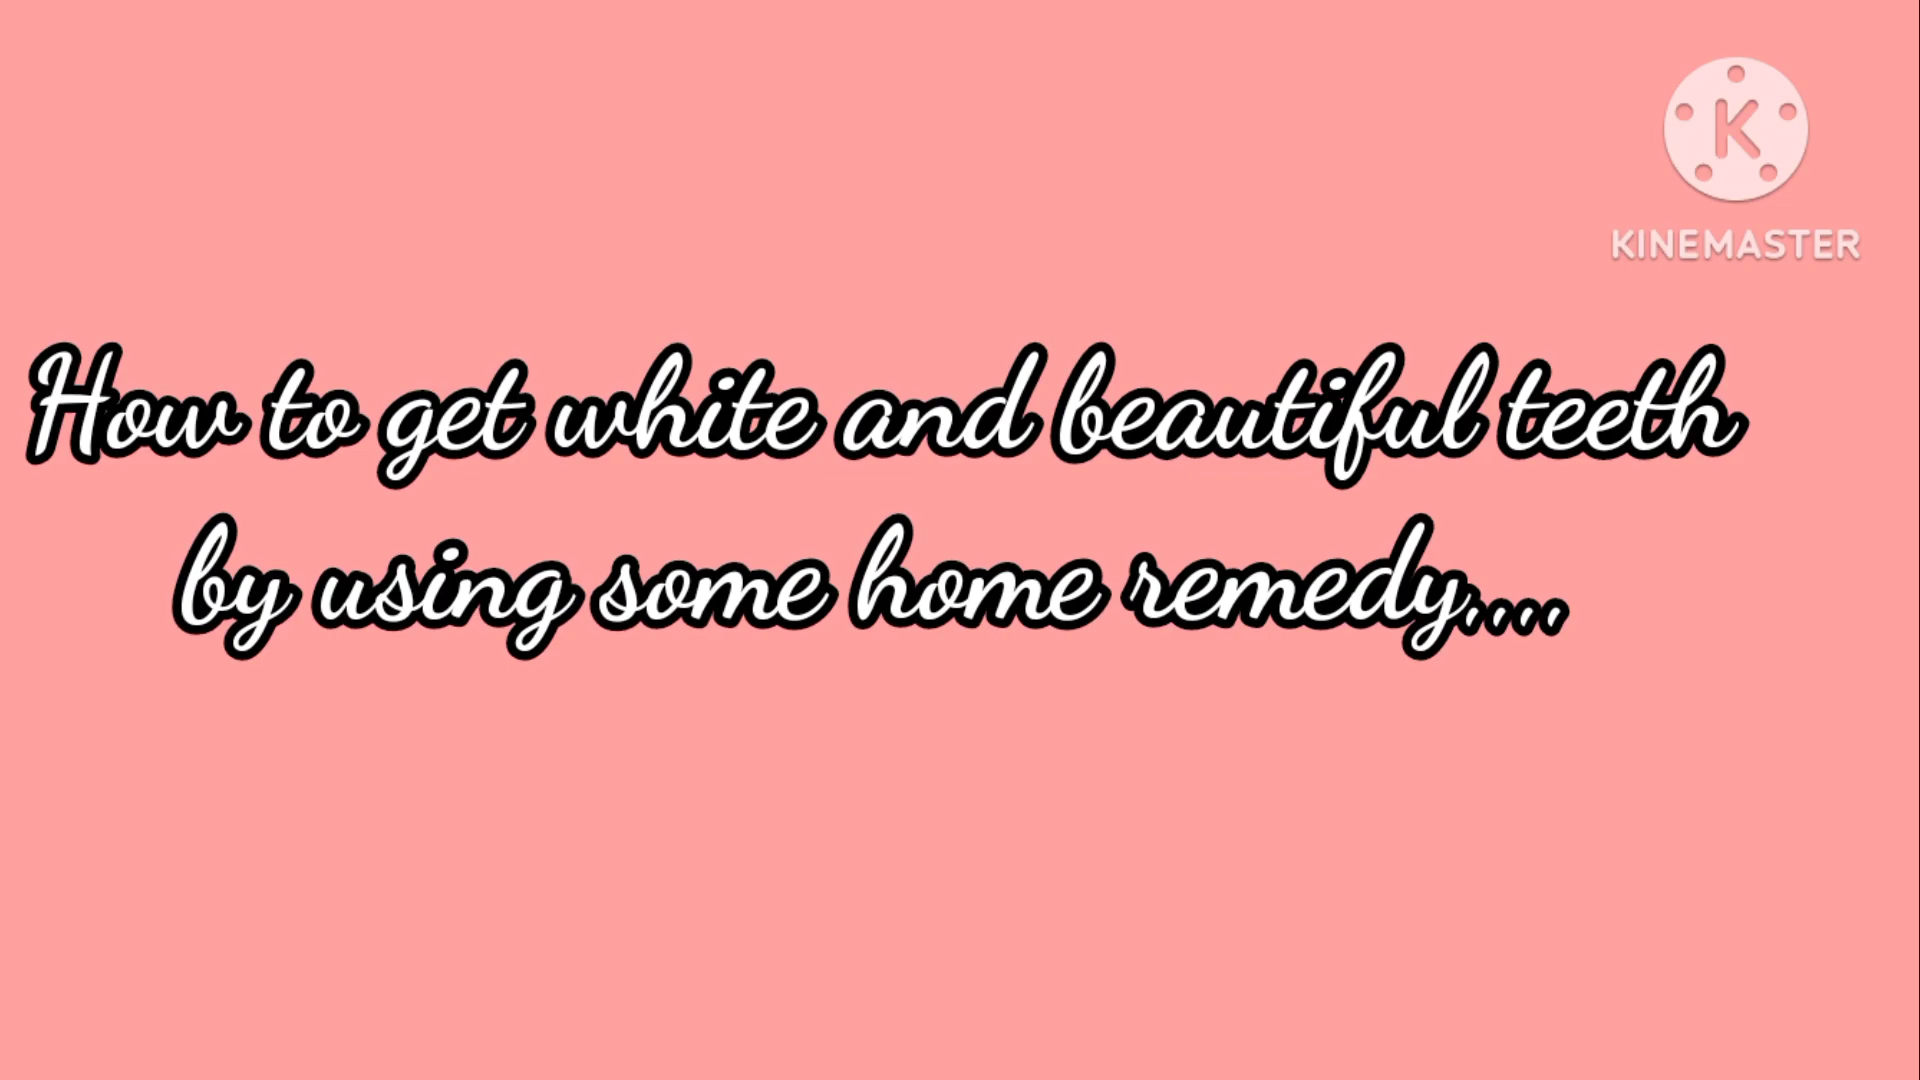 K
KINEMASTER
How to get white and beautiful teeth
by using some home remedy,,,,